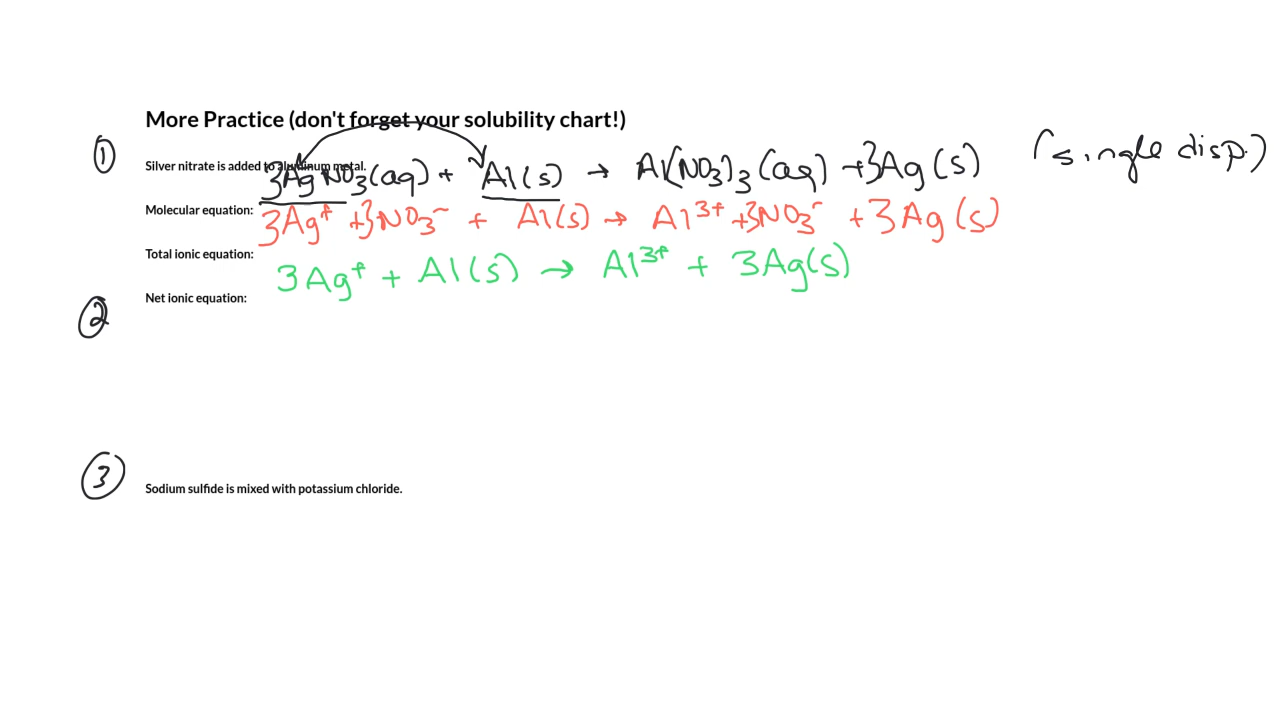 More Practice (don't forget your solubility chart!)
① Silver nitrate is added to aluminum metal.
3AgNO₃(aq) + Al(s) → Al(NO₃)₃(aq) + 3Ag(s) (single disp.)
Molecular equation:
3Ag⁺ + 3NO₃⁻ + Al(s) → Al³⁺ + 3NO₃⁻ + 3Ag(s)
Total ionic equation:
3Ag⁺ + Al(s) → Al³⁺ + 3Ag(s)
Net ionic equation:
②
③ Sodium sulfide is mixed with potassium chloride.